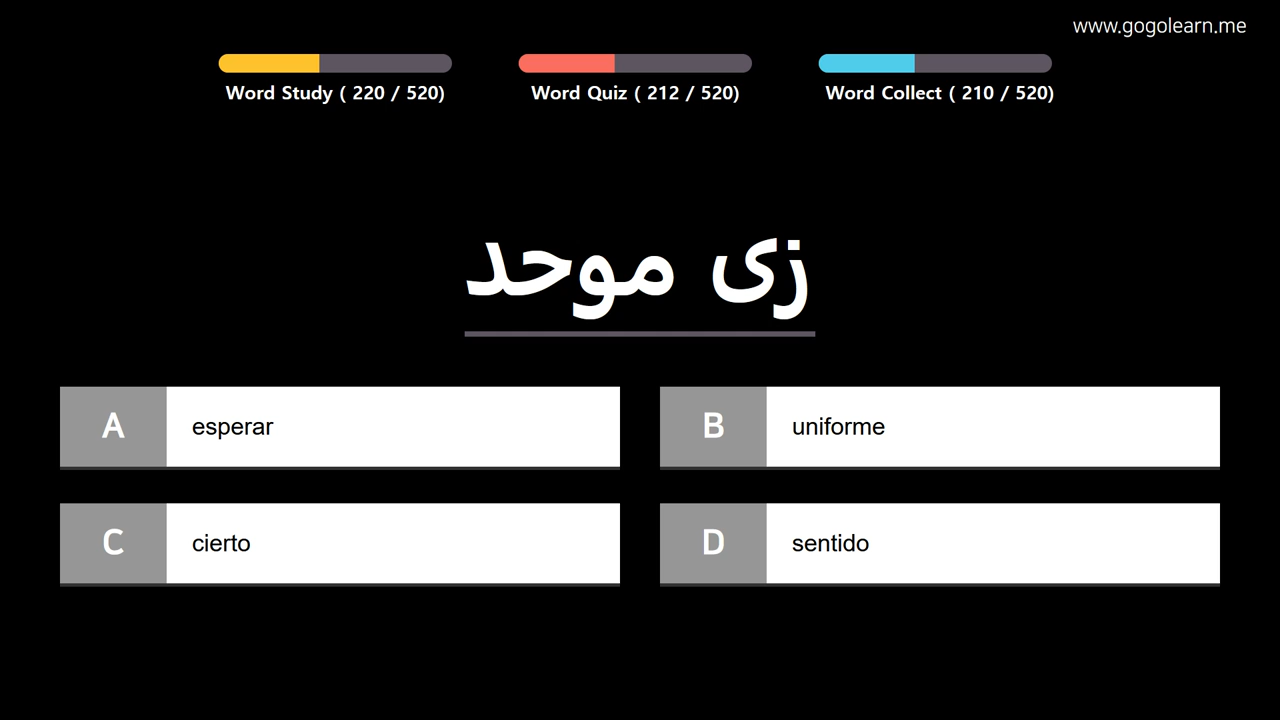 www.gogolearn.me
Word Study ( 220 / 520)
Word Quiz ( 212 / 520)
Word Collect ( 210 / 520)
زى موحد
A esperar
B uniforme
C cierto
D sentido